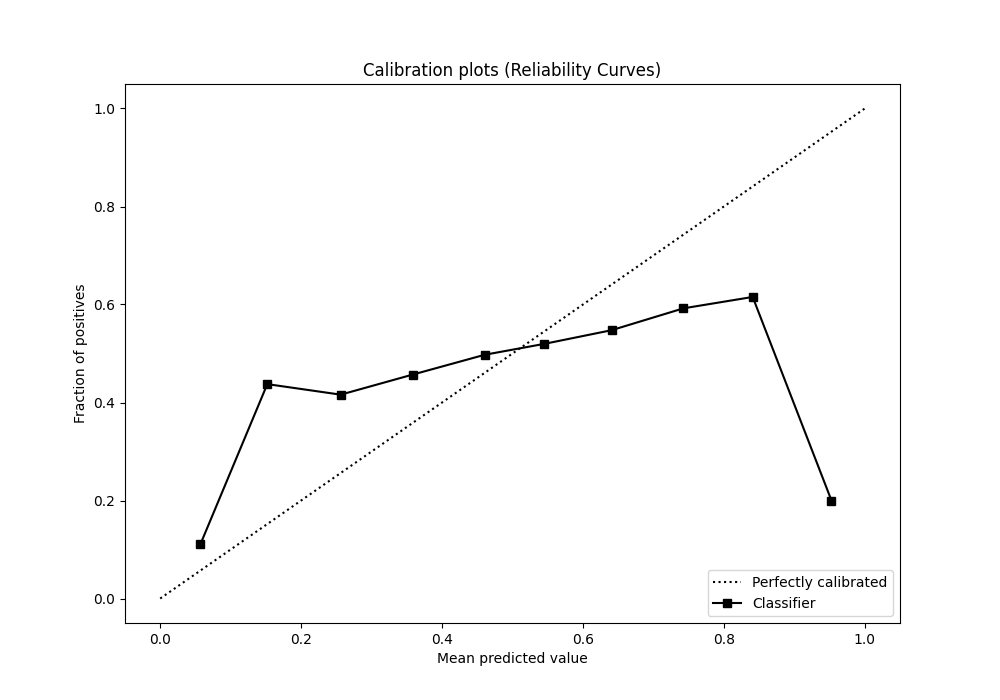 Calibration plots (Reliability Curves)
1.0
0.8
0.6
0.4
0.2
0.0
Fraction of positives
0.0 0.2 0.4 0.6 0.8 1.0
Mean predicted value
Perfectly calibrated
Classifier